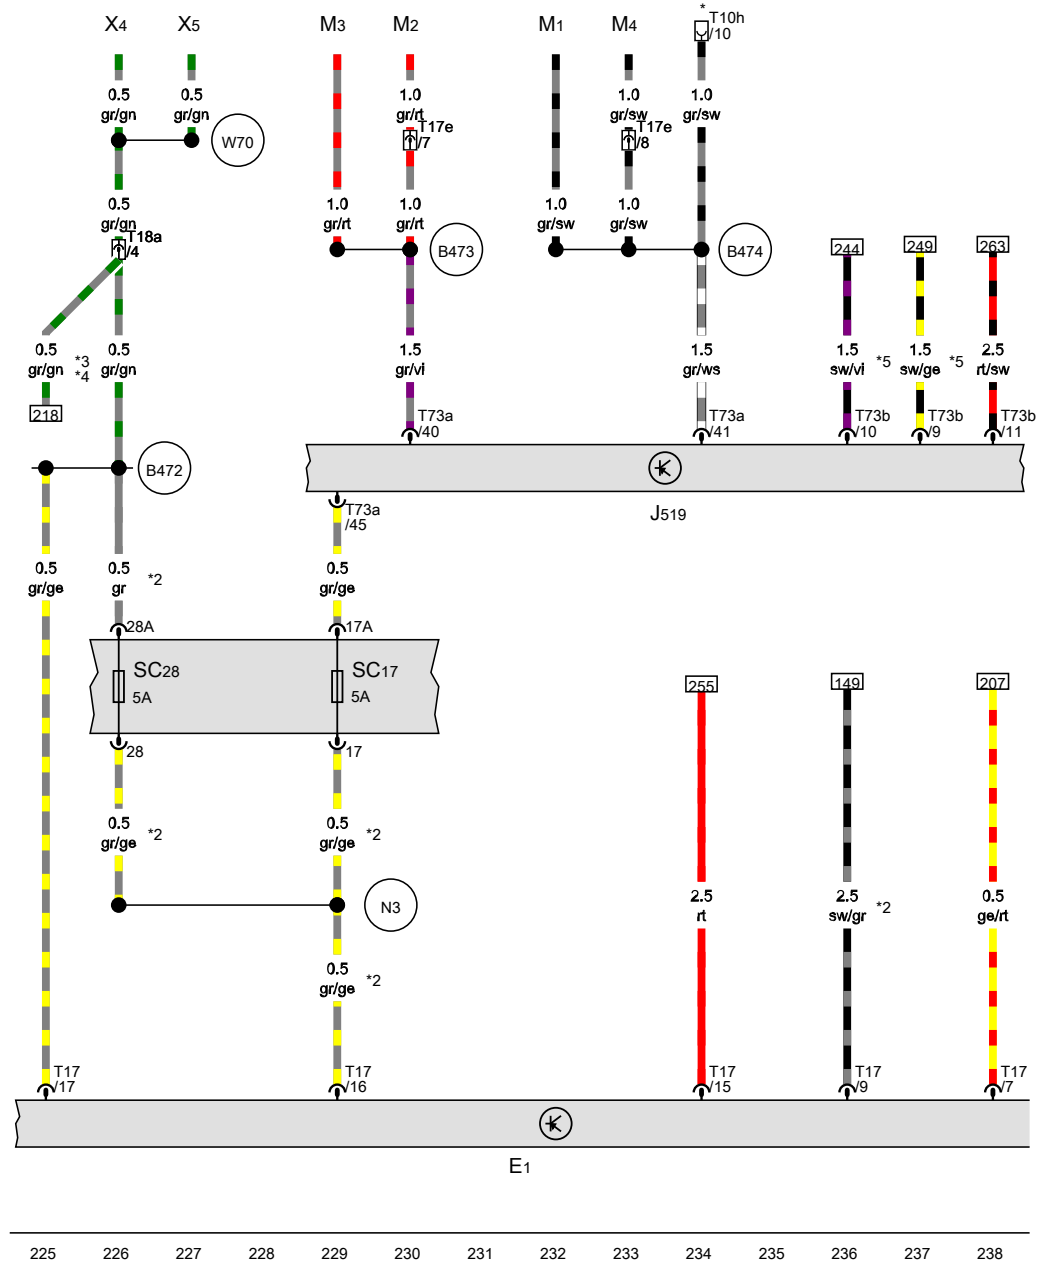 X4 X5 M3 M2 M1 M4 * T10h
/10
0.5 0.5 1.0 1.0 1.0
gr/gn gr/gn gr/rt gr/sw gr/sw
T17e T17e
W70 /7 /8
0.5 1.0 1.0 1.0 1.0
gr/gn gr/rt gr/rt gr/sw gr/sw
T18a
/4 B473 B474 244 249 263
0.5 *3 0.5 1.5 1.5 1.5 *5 1.5 *5 2.5
gr/gn *4 gr/gn gr/vi gr/ws sw/vi sw/ge rt/sw
218 T73a T73a T73b T73b T73b
/40 /41 /10 /9 /11
B472
T73a J519
/45
0.5 0.5 *2 0.5
gr/ge gr gr/ge
28A 17A
SC28 SC17
5A 5A
255 149 207
28 17
0.5 *2 0.5 *2
gr/ge gr/ge
N3
2.5 2.5 *2 0.5
rt sw/gr ge/rt
0.5 *2
gr/ge
T17 T17 T17 T17 T17
/17 /16 /15 /9 /7
E1
225 226 227 228 229 230 231 232 233 234 235 236 237 238